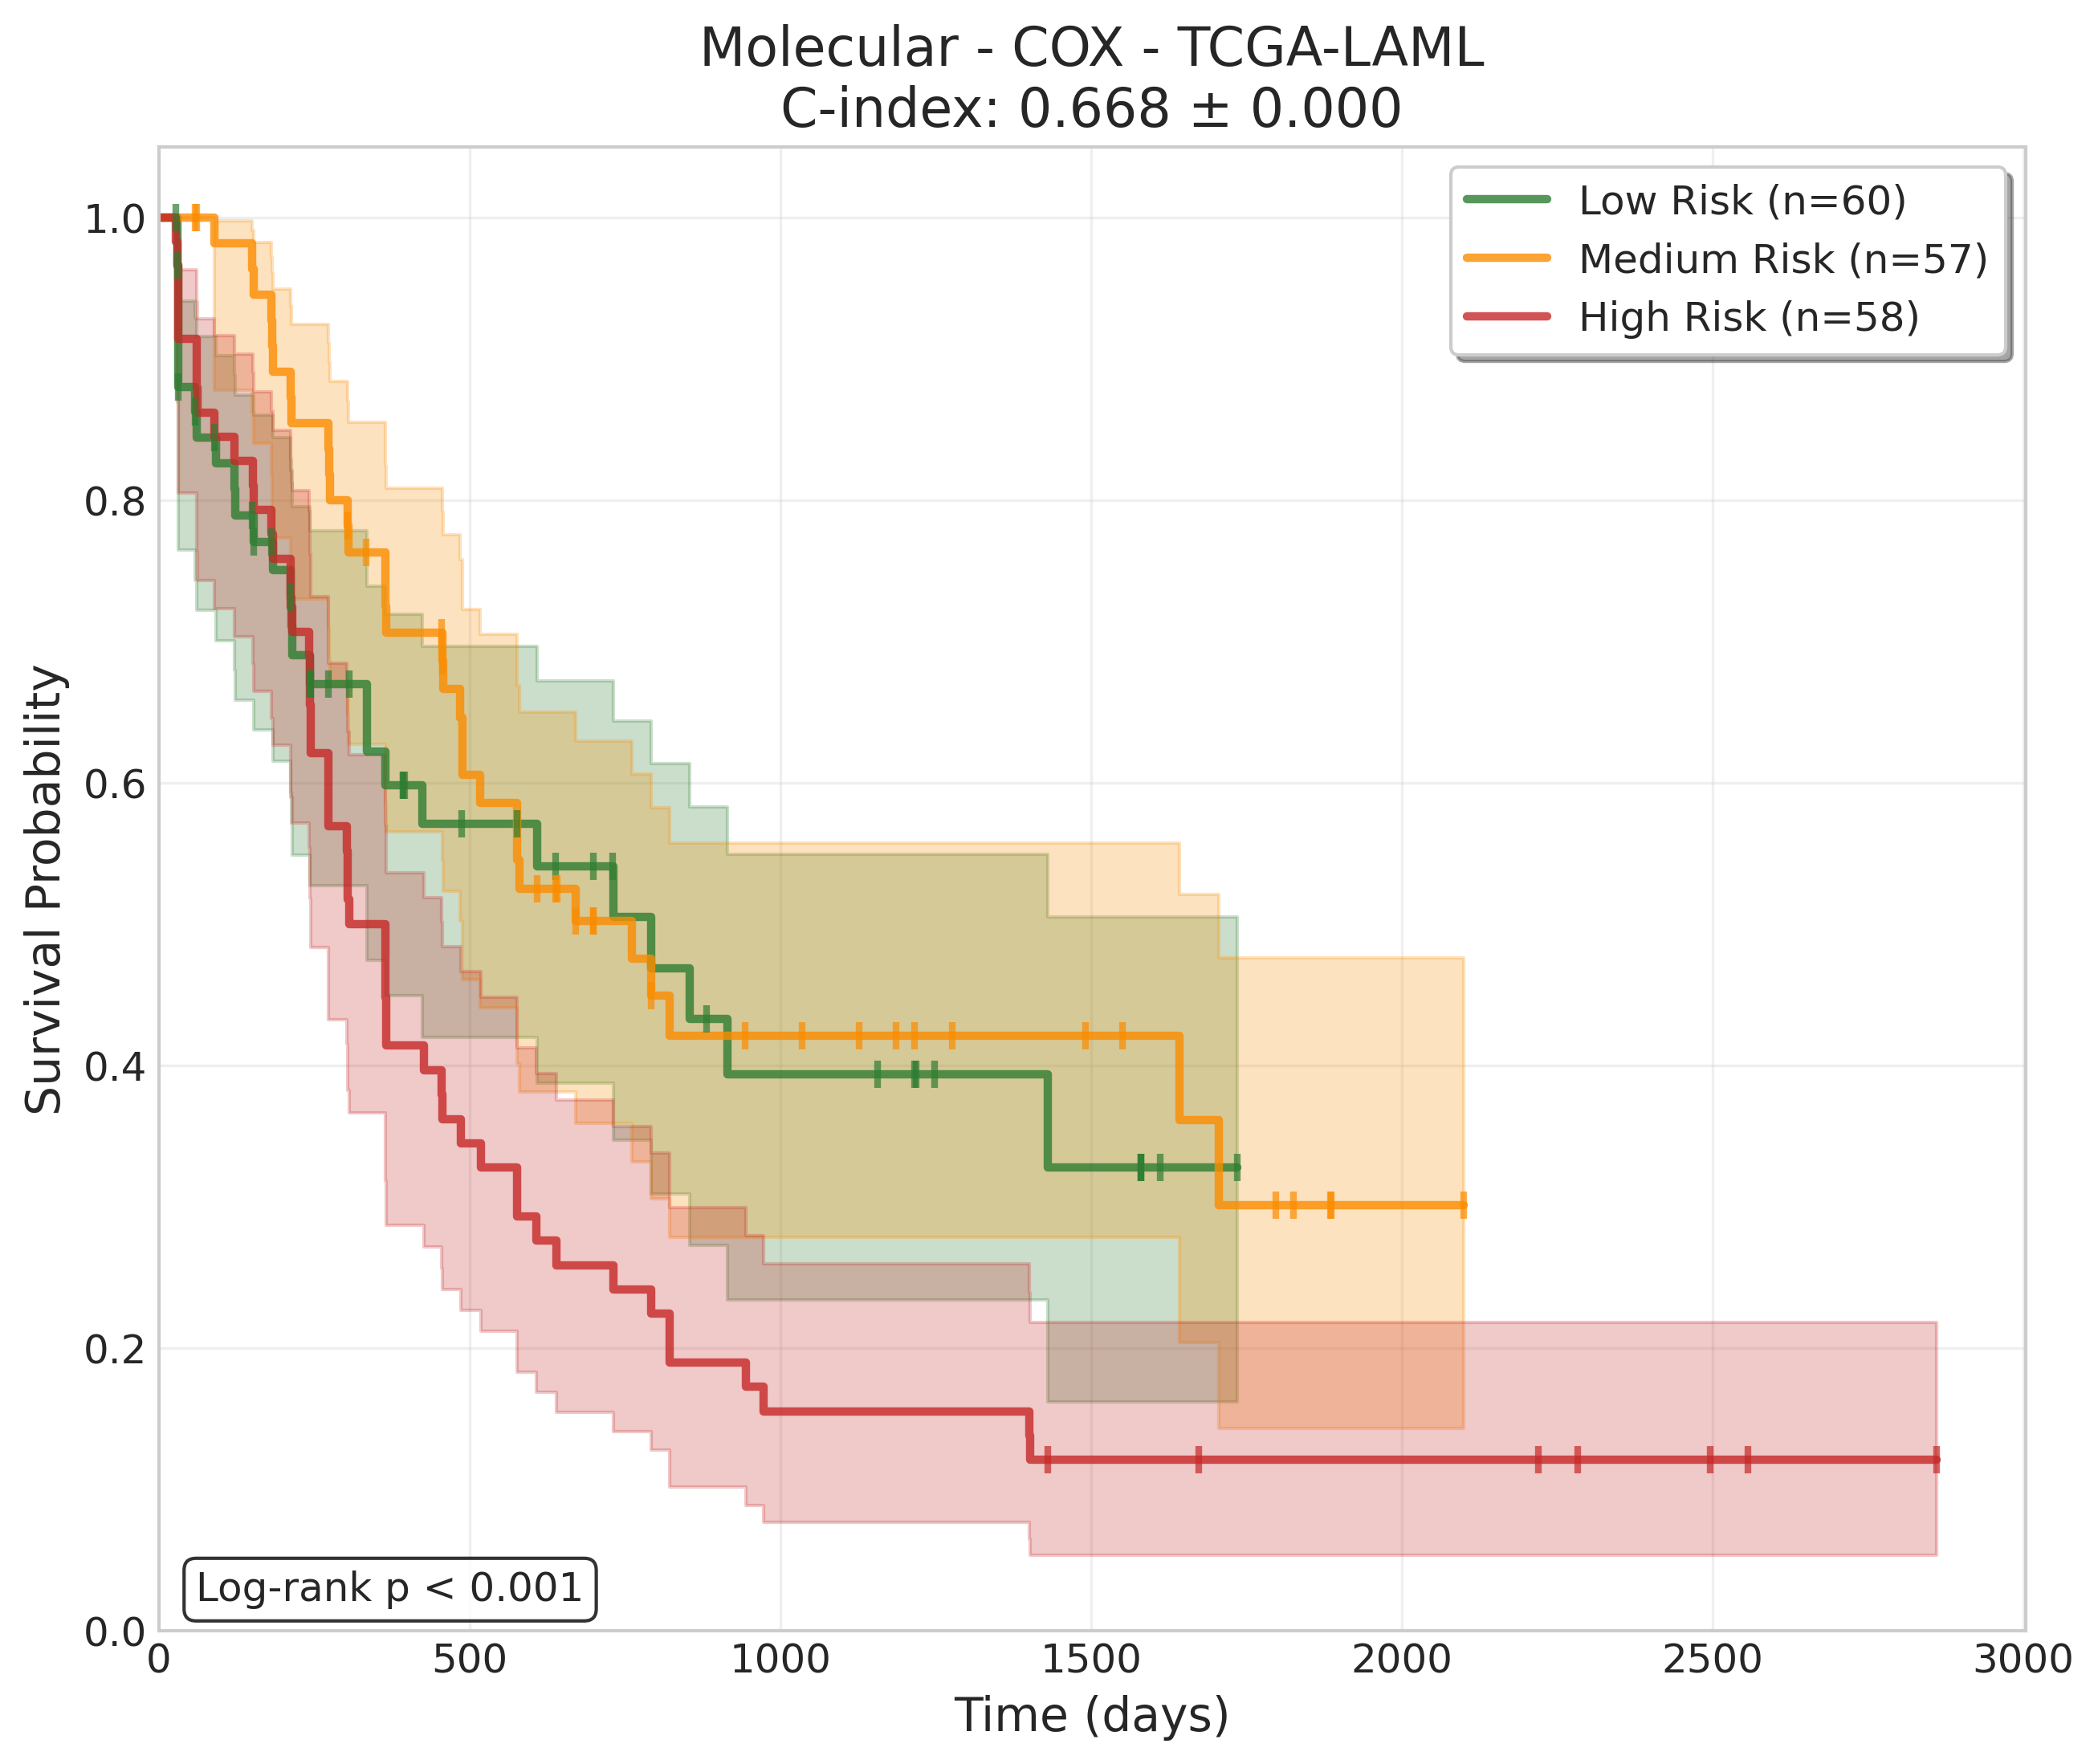 Molecular - COX - TCGA-LAML
C-index: 0.668 ± 0.000
Low Risk (n=60)
Medium Risk (n=57)
High Risk (n=58)
Survival Probability
1.0
0.8
0.6
0.4
0.2
0.0
Log-rank p < 0.001
0 500 1000 1500 2000 2500 3000
Time (days)